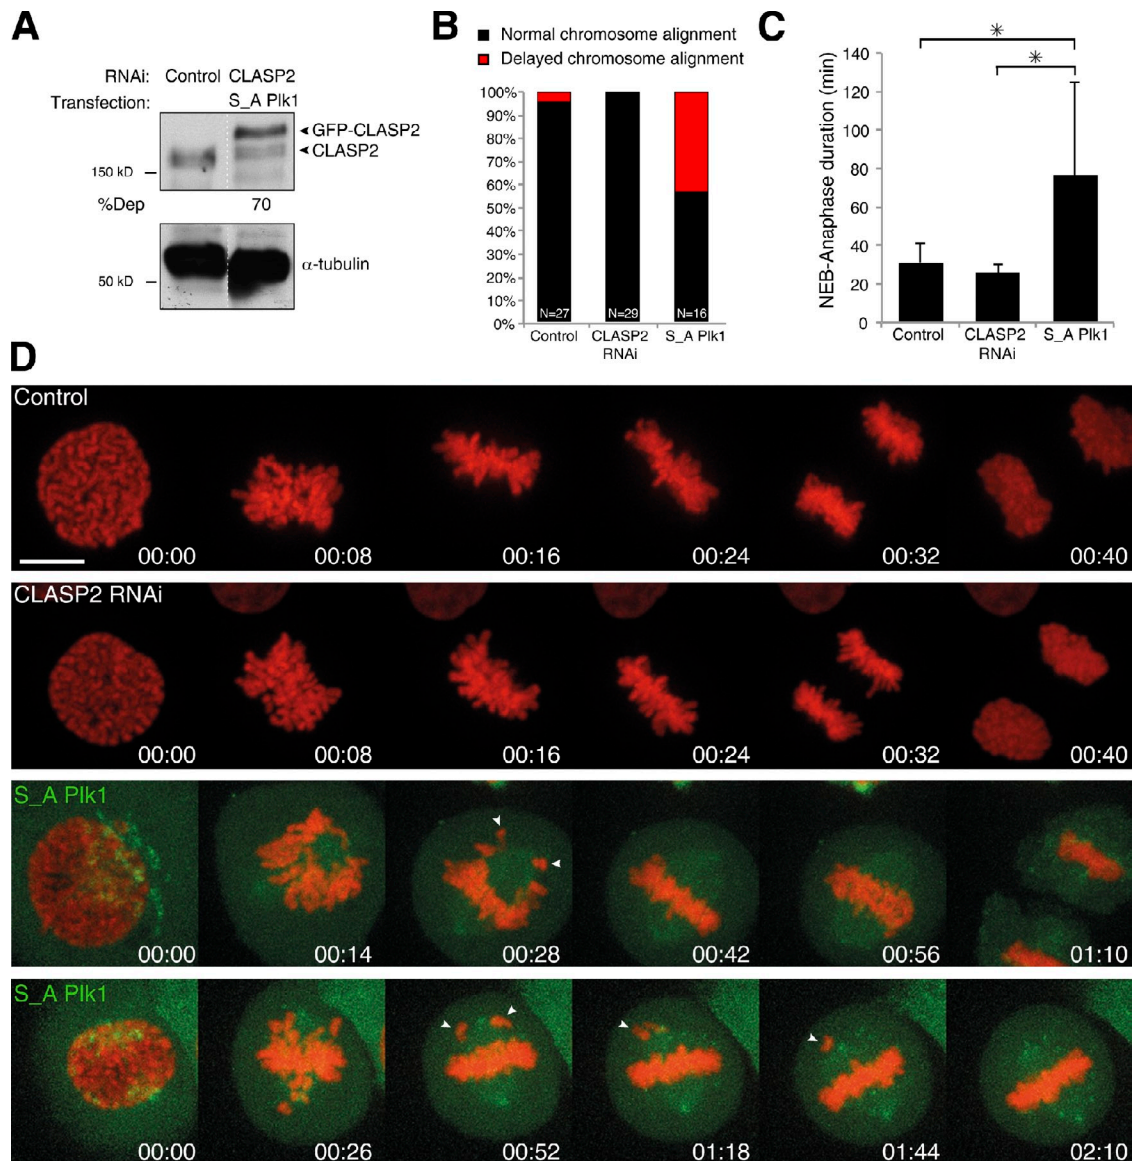 A
RNAi: Control CLASP2
Transfection: S_A Plk1
GFP-CLASP2
CLASP2
150 kD
%Dep 70
α-tubulin
50 kD
B
Normal chromosome alignment
Delayed chromosome alignment
100%
90%
80%
70%
60%
50%
40%
30%
20%
10%
0%
N=27 N=29 N=16
Control CLASP2 RNAi S_A Plk1
C
NEB-Anaphase duration (min)
140
120
100
80
60
40
20
0
* *
Control CLASP2 RNAi S_A Plk1
D
Control
00:00 00:08 00:16 00:24 00:32 00:40
CLASP2 RNAi
00:00 00:08 00:16 00:24 00:32 00:40
S_A Plk1
00:00 00:14 00:28 00:42 00:56 01:10
S_A Plk1
00:00 00:26 00:52 01:18 01:44 02:10